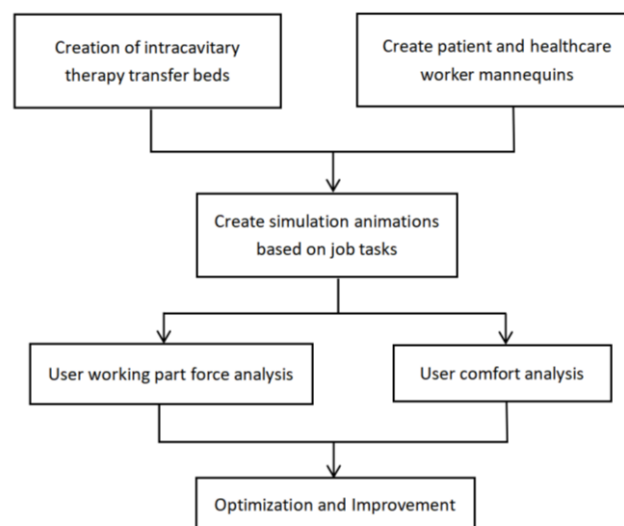 Creation of intracavitary
therapy transfer beds
Create patient and healthcare
worker mannequins
Create simulation animations
based on job tasks
User working part force analysis
User comfort analysis
Optimization and Improvement